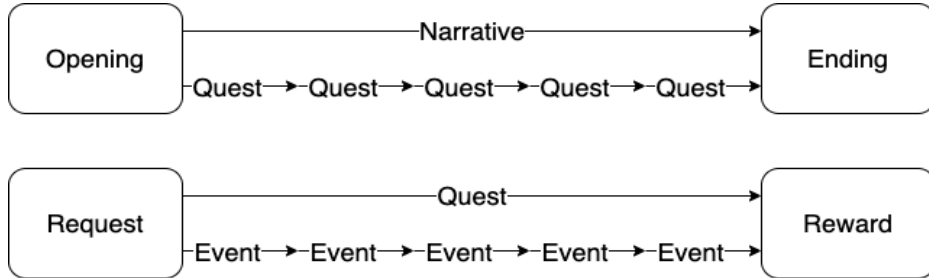 Narrative
Opening
Ending
Quest Quest Quest Quest Quest
Quest
Request
Reward
Event Event Event Event Event